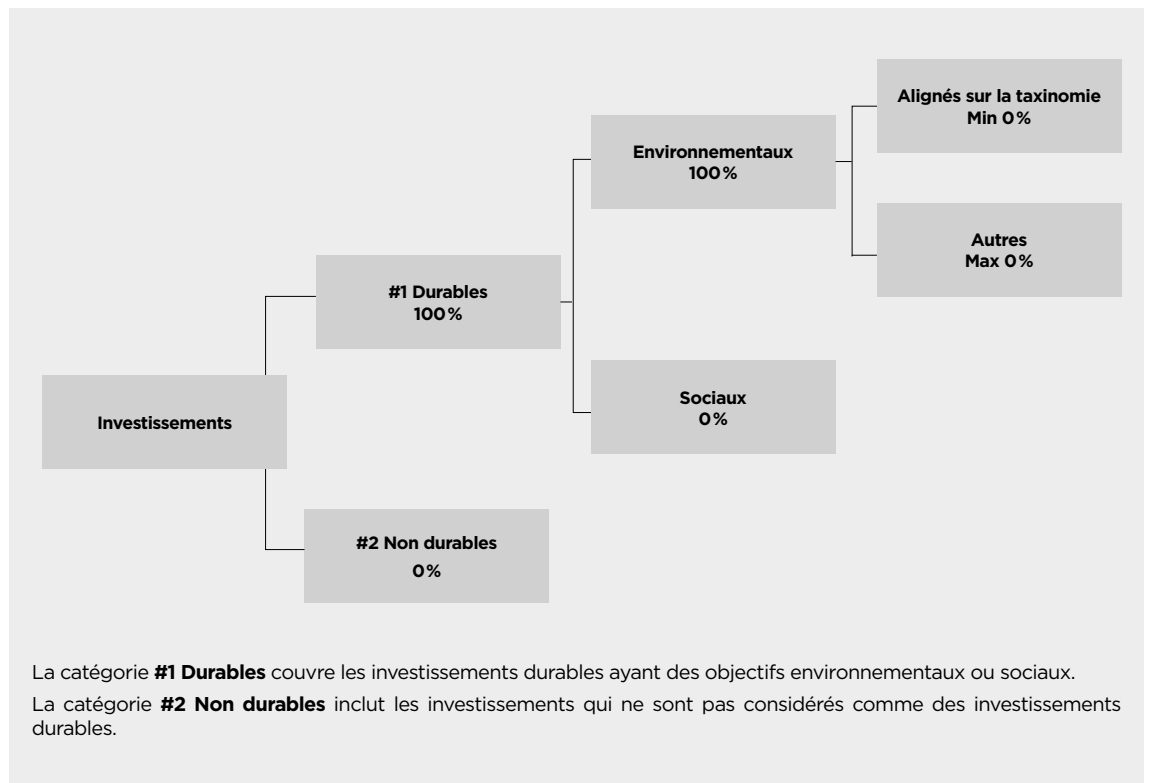 Alignés sur la taxinomie
Min 0 %
Environnementaux
100 %
Autres
Max 0 %
#1 Durables
100 %
Sociaux
0 %
Investissements
#2 Non durables
0 %
La catégorie #1 Durables couvre les investissements durables ayant des objectifs environnementaux ou sociaux.
La catégorie #2 Non durables inclut les investissements qui ne sont pas considérés comme des investissements
durables.